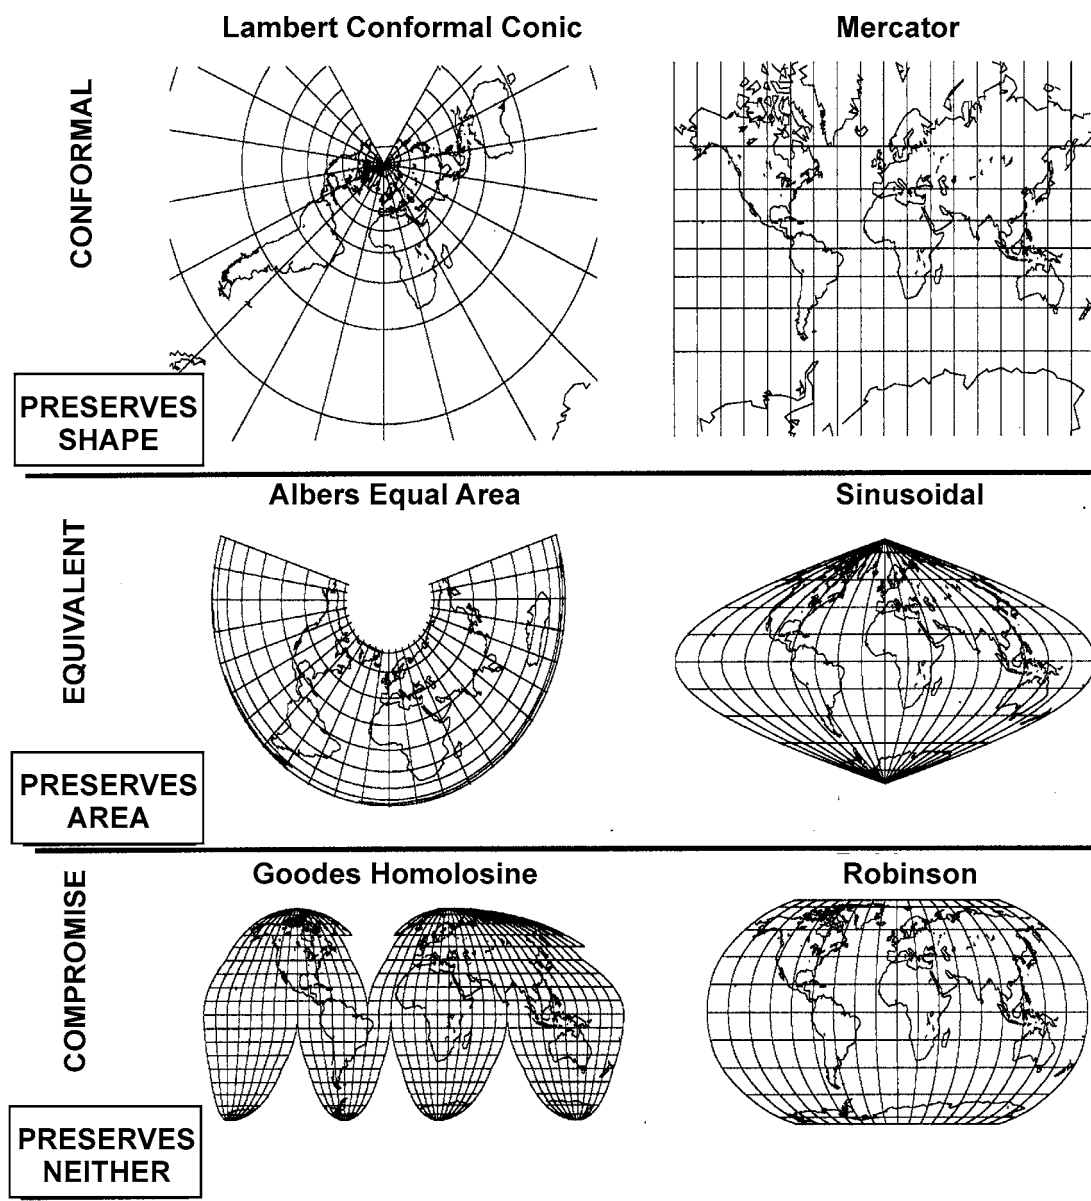 Lambert Conformal Conic
Mercator
CONFORMAL
PRESERVES
SHAPE
Albers Equal Area
Sinusoidal
EQUIVALENT
PRESERVES
AREA
Goodes Homolosine
Robinson
COMPROMISE
PRESERVES
NEITHER